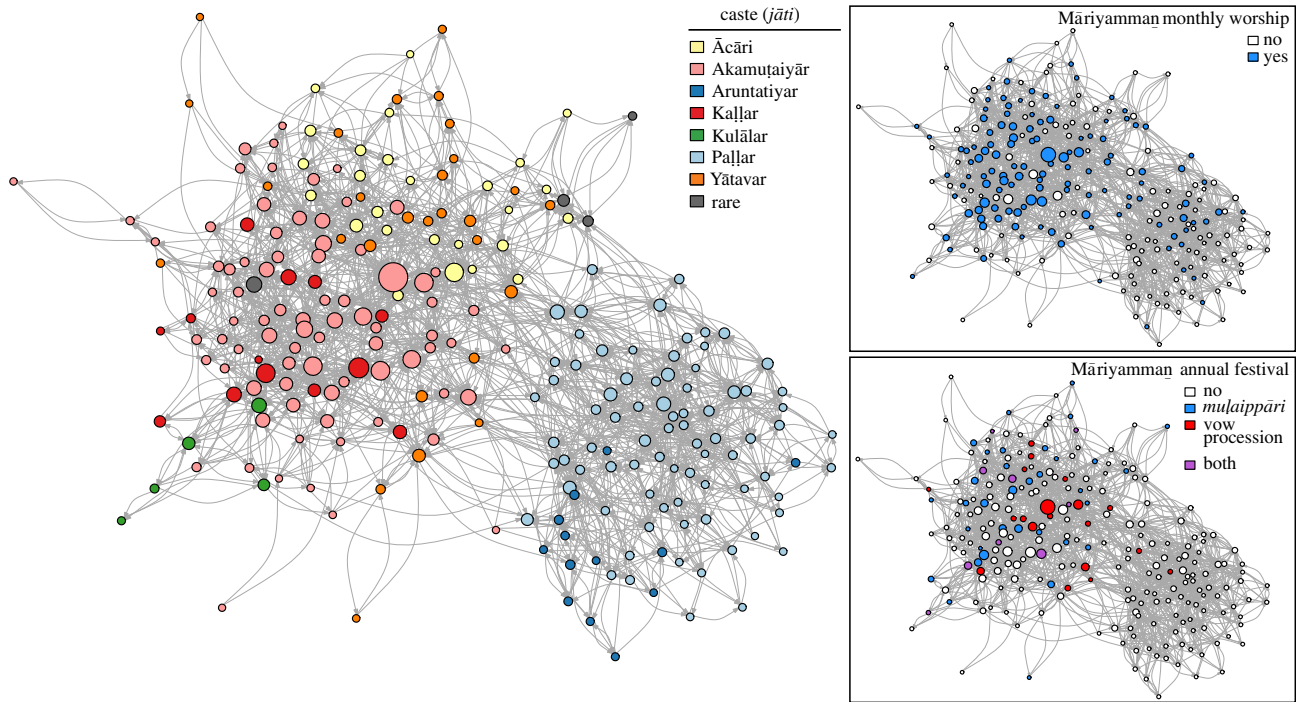 caste (jāti)
Ācāri
Akamuṭaiyār
Aruntatiyar
Kaḷḷar
Kulālar
Paḷḷar
Yātavar
rare
Māriyammaṉ monthly worship
no
yes
Māriyammaṉ annual festival
no
muḷaippāri
vow
procession
both